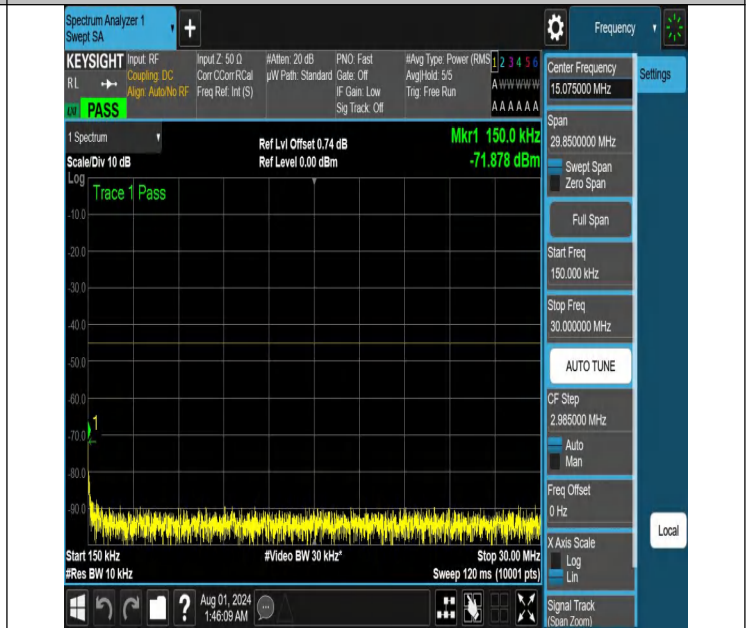 Spectrum Analyzer 1
Swept SA
+
Frequency
KEYSIGHT
RL
PASS
Input: RF
Coupling: DC
Align: Auto/No RF
Input Z: 50 Ω
Corr CCorr RCal
Freq Ref: Int (S)
#Atten: 20 dB
µW Path: Standard
PNO: Fast
Gate: Off
IF Gain: Low
Sig Track: Off
#Avg Type: Power (RMS
Avg|Hold: 5/5
Trig: Free Run
1 2 3 4 5 6
A W W W W W
A A A A A A
1 Spectrum
Scale/Div 10 dB
Ref Lvl Offset 0.74 dB
Ref Level 0.00 dBm
Mkr1 150.0 kHz
-71.878 dBm
Log
Trace 1 Pass
-10.0
-20.0
-30.0
-40.0
-50.0
-60.0
1
-70.0
-80.0
-90.0
Start 150 kHz
#Res BW 10 kHz
#Video BW 30 kHz*
Stop 30.00 MHz
Sweep 120 ms (10001 pts)
?
Aug 01, 2024
1:46:09 AM
Center Frequency
15.075000 MHz
Settings
Span
29.8500000 MHz
Swept Span
Zero Span
Full Span
Start Freq
150.000 kHz
Stop Freq
30.000000 MHz
AUTO TUNE
CF Step
2.985000 MHz
Auto
Man
Freq Offset
0 Hz
Local
X Axis Scale
Log
Lin
Signal Track
(Span Zoom)